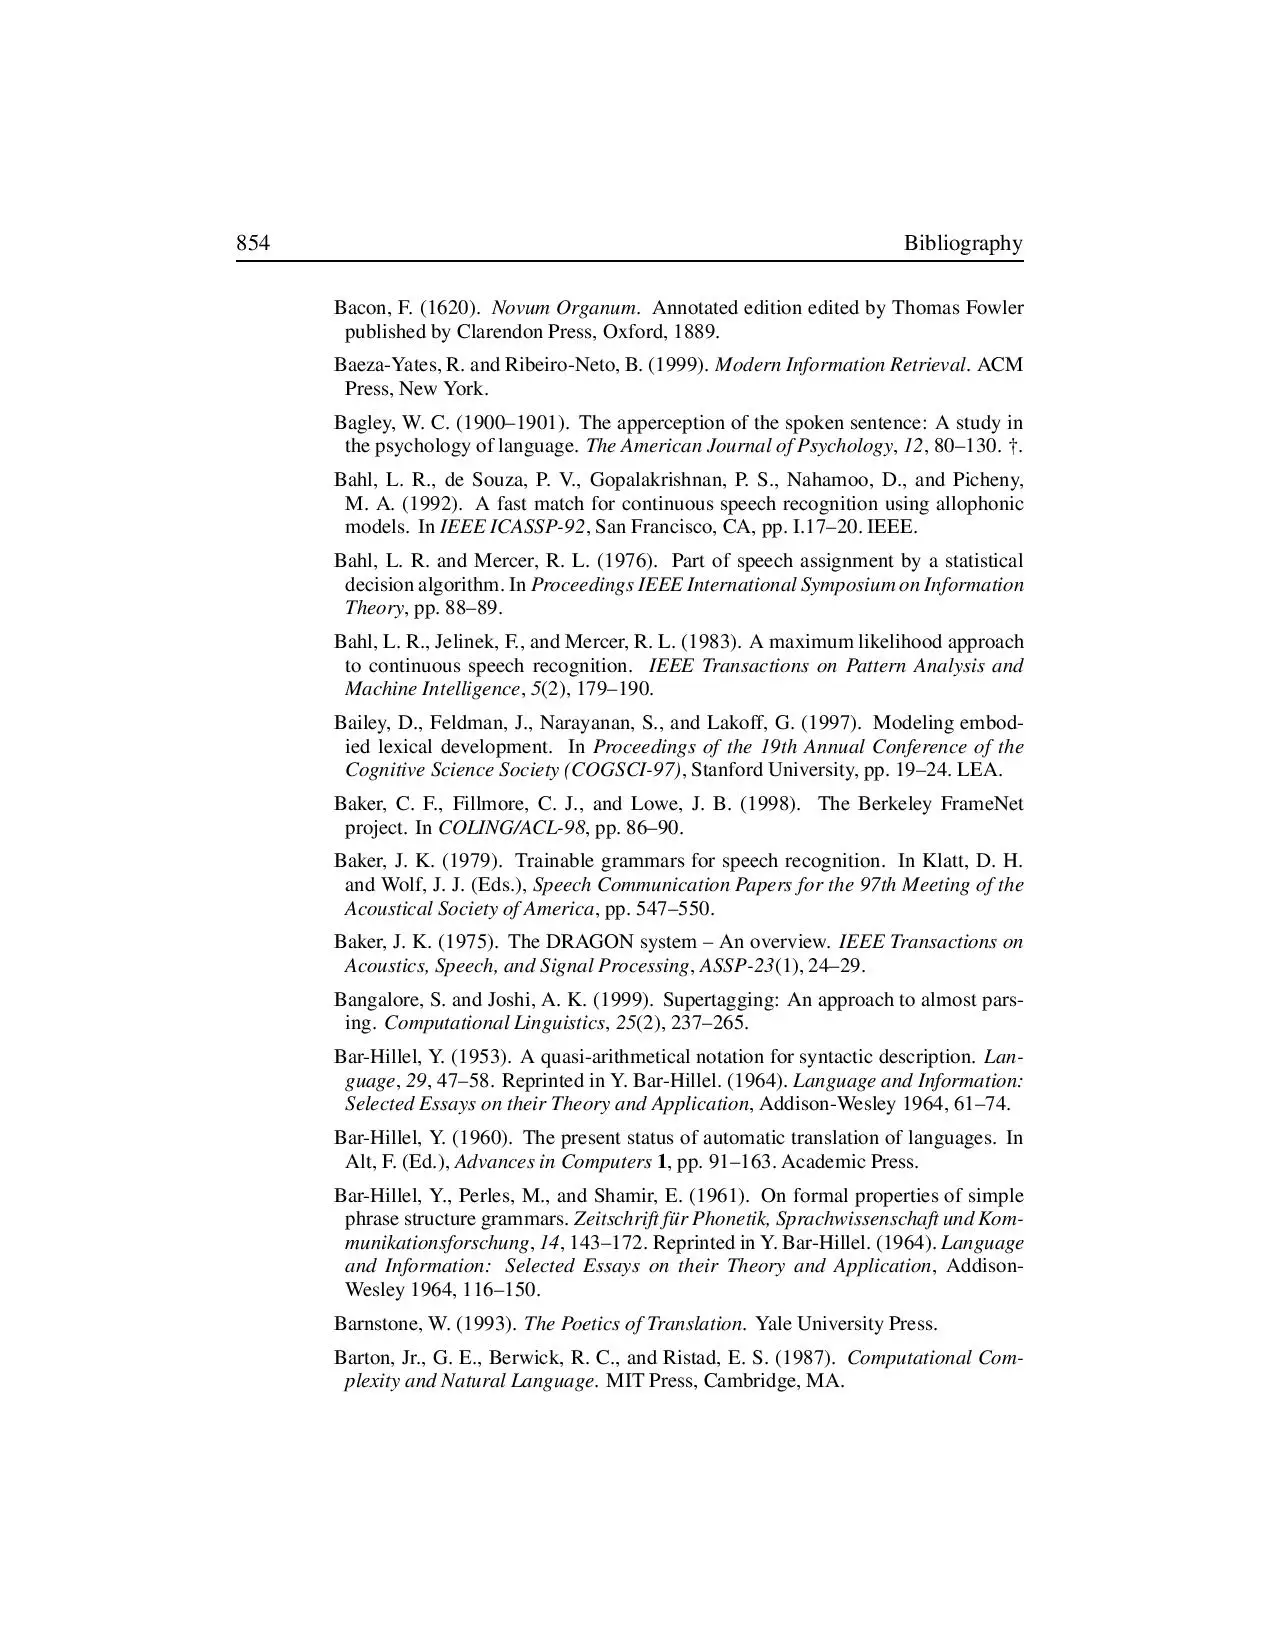 854 Bibliography
Bacon, F. (1620). Novum Organum. Annotated edition edited by Thomas Fowler
published by Clarendon Press, Oxford, 1889.
Baeza-Yates, R. and Ribeiro-Neto, B. (1999). Modern Information Retrieval. ACM
Press, New York.
Bagley, W. C. (1900–1901). The apperception of the spoken sentence: A study in
the psychology of language. The American Journal of Psychology, 12, 80–130. †.
Bahl, L. R., de Souza, P. V., Gopalakrishnan, P. S., Nahamoo, D., and Picheny,
M. A. (1992). A fast match for continuous speech recognition using allophonic
models. In IEEE ICASSP-92, San Francisco, CA, pp. I.17–20. IEEE.
Bahl, L. R. and Mercer, R. L. (1976). Part of speech assignment by a statistical
decision algorithm. In Proceedings IEEE International Symposium on Information
Theory, pp. 88–89.
Bahl, L. R., Jelinek, F., and Mercer, R. L. (1983). A maximum likelihood approach
to continuous speech recognition. IEEE Transactions on Pattern Analysis and
Machine Intelligence, 5(2), 179–190.
Bailey, D., Feldman, J., Narayanan, S., and Lakoff, G. (1997). Modeling embod-
ied lexical development. In Proceedings of the 19th Annual Conference of the
Cognitive Science Society (COGSCI-97), Stanford University, pp. 19–24. LEA.
Baker, C. F., Fillmore, C. J., and Lowe, J. B. (1998). The Berkeley FrameNet
project. In COLING/ACL-98, pp. 86–90.
Baker, J. K. (1979). Trainable grammars for speech recognition. In Klatt, D. H.
and Wolf, J. J. (Eds.), Speech Communication Papers for the 97th Meeting of the
Acoustical Society of America, pp. 547–550.
Baker, J. K. (1975). The DRAGON system – An overview. IEEE Transactions on
Acoustics, Speech, and Signal Processing, ASSP-23(1), 24–29.
Bangalore, S. and Joshi, A. K. (1999). Supertagging: An approach to almost pars-
ing. Computational Linguistics, 25(2), 237–265.
Bar-Hillel, Y. (1953). A quasi-arithmetical notation for syntactic description. Lan-
guage, 29, 47–58. Reprinted in Y. Bar-Hillel. (1964). Language and Information:
Selected Essays on their Theory and Application, Addison-Wesley 1964, 61–74.
Bar-Hillel, Y. (1960). The present status of automatic translation of languages. In
Alt, F. (Ed.), Advances in Computers 1, pp. 91–163. Academic Press.
Bar-Hillel, Y., Perles, M., and Shamir, E. (1961). On formal properties of simple
phrase structure grammars. Zeitschrift für Phonetik, Sprachwissenschaft und Kom-
munikationsforschung, 14, 143–172. Reprinted in Y. Bar-Hillel. (1964). Language
and Information: Selected Essays on their Theory and Application, Addison-
Wesley 1964, 116–150.
Barnstone, W. (1993). The Poetics of Translation. Yale University Press.
Barton, Jr., G. E., Berwick, R. C., and Ristad, E. S. (1987). Computational Com-
plexity and Natural Language. MIT Press, Cambridge, MA.